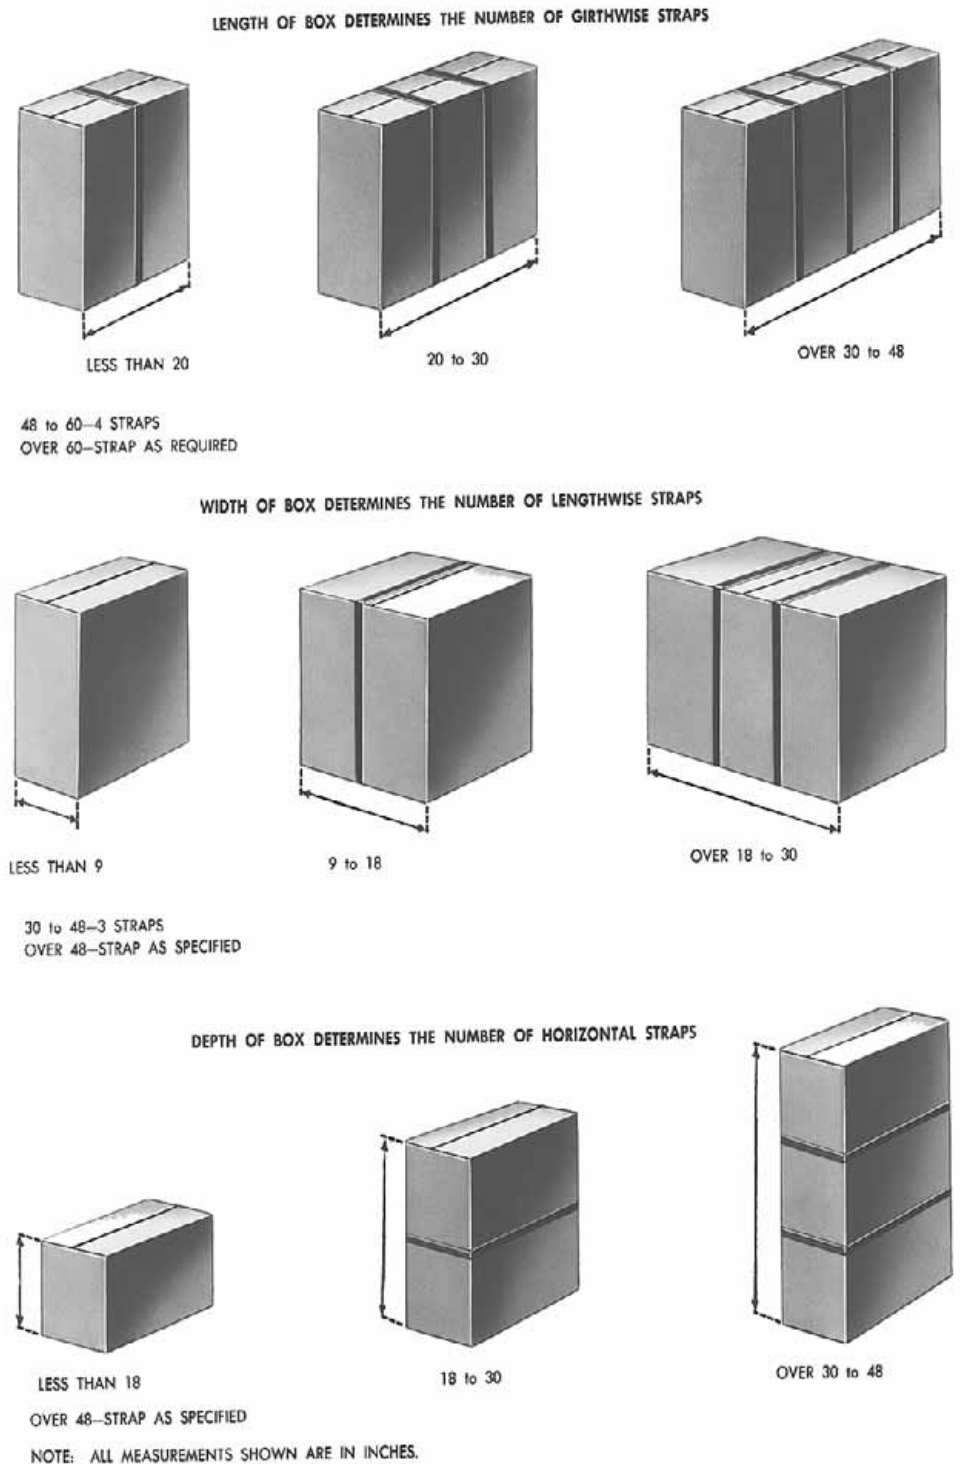 LENGTH OF BOX DETERMINES THE NUMBER OF GIRTHWISE STRAPS
LESS THAN 20
20 to 30
OVER 30 to 48
48 to 60—4 STRAPS
OVER 60—STRAP AS REQUIRED
WIDTH OF BOX DETERMINES THE NUMBER OF LENGTHWISE STRAPS
LESS THAN 9
9 to 18
OVER 18 to 30
30 to 48—3 STRAPS
OVER 48—STRAP AS SPECIFIED
DEPTH OF BOX DETERMINES THE NUMBER OF HORIZONTAL STRAPS
LESS THAN 18
18 to 30
OVER 30 to 48
OVER 48—STRAP AS SPECIFIED
NOTE: ALL MEASUREMENTS SHOWN ARE IN INCHES.